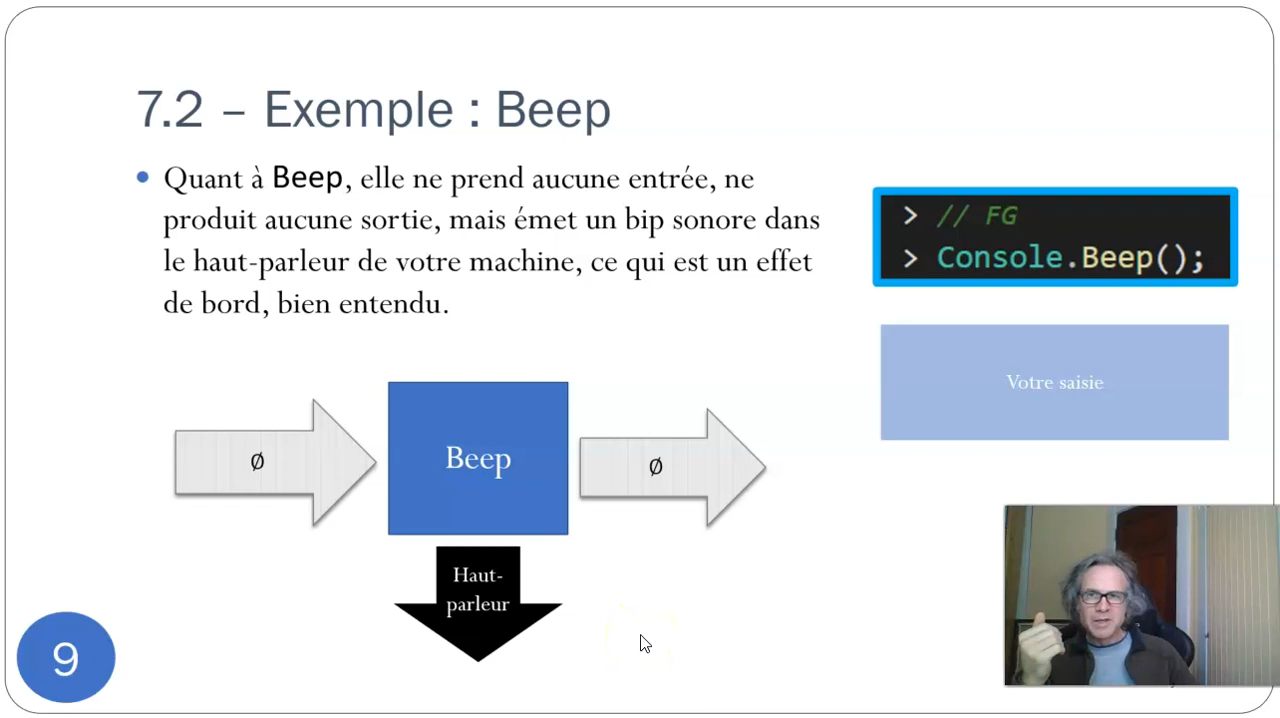 7.2 – Exemple : Beep
• Quant à Beep, elle ne prend aucune entrée, ne
produit aucune sortie, mais émet un bip sonore dans
le haut-parleur de votre machine, ce qui est un effet
de bord, bien entendu.
> // FG
> Console.Beep();
Votre saisie
Ø
Beep
Ø
Haut-
parleur
9